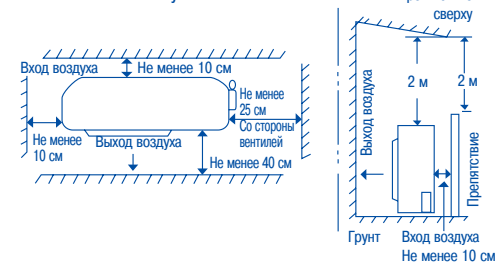 сверху
Вход воздуха
Не менее 10 см
Не менее
25 см
Со стороны
вентилей
Не менее
10 см
Выход воздуха
Не менее 40 см
2 м
2 м
Выход воздуха
Препятствие
Грунт
Вход воздуха
Не менее 10 см